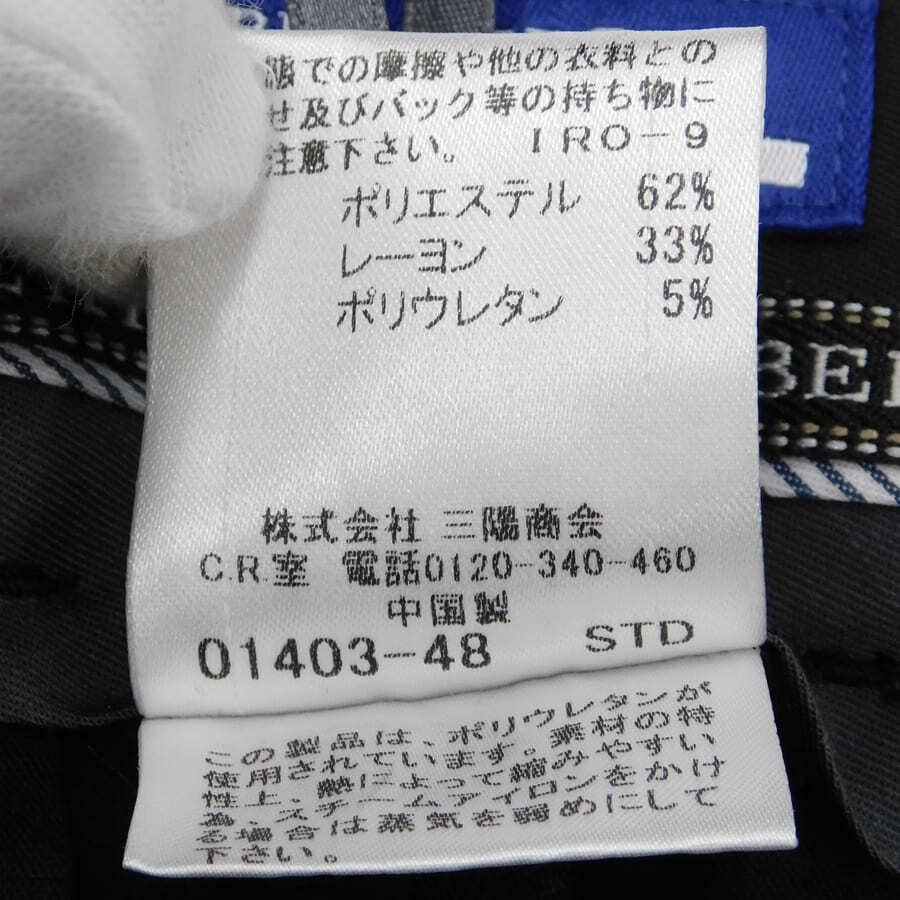 での摩擦や他の衣料との
せ及びバック等の持ち物に
注意下さい。 IRO-9
ポリエステル 62%
レーヨン 33%
ポリウレタン 5%
株式会社 三陽商会
C.R.室 電話0120-340-460
中国製
01403-48 STD
この製品は、ポリウレタンが
使用されています。素材の特
性上、熱によって縮みやすい
為、スチームアイロンをかけ
る場合は蒸気を弱めにして
下さい。